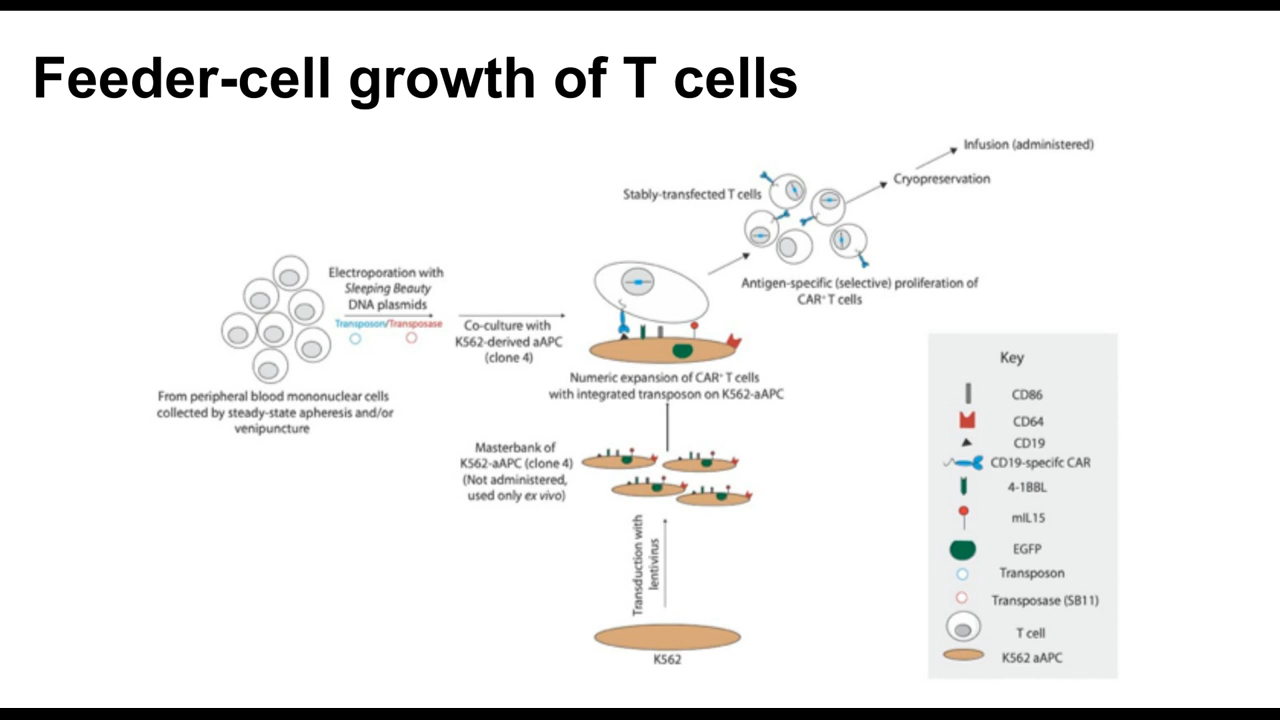 Feeder-cell growth of T cells
Infusion (administered)
Cryopreservation
Stably-transfected T cells
Antigen-specific (selective) proliferation of
CAR⁺ T cells
Electroporation with
Sleeping Beauty
DNA plasmids
Transposon/Transposase
Co-culture with
K562-derived aAPC
(clone 4)
From peripheral blood mononuclear cells
collected by steady-state apheresis and/or
venipuncture
Numeric expansion of CAR⁺ T cells
with integrated transposon on K562-aAPC
Masterbank of
K562-aAPC (clone 4)
(Not administered,
used only ex vivo)
Transduction with
lentivirus
K562
Key
CD86
CD64
CD19
CD19-specifc CAR
4-1BBL
mIL15
EGFP
Transposon
Transposase (SB11)
T cell
K562 aAPC